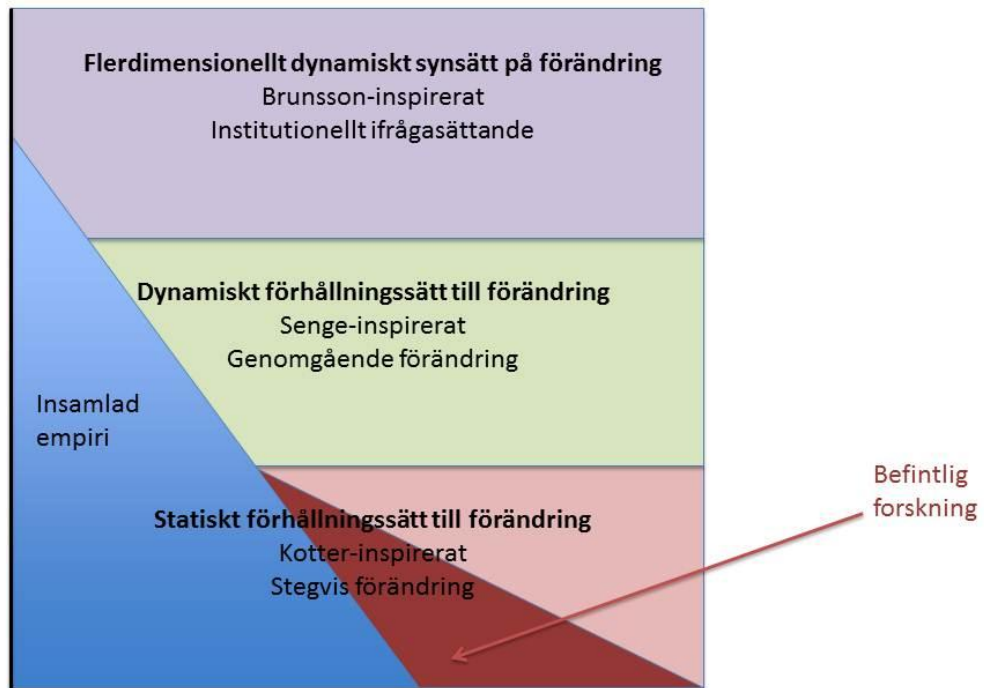 Flerdimensionellt dynamiskt synsätt på förändring
Brunsson-inspirerat
Institutionellt ifrågasättande
Dynamiskt förhållningssätt till förändring
Senge-inspirerat
Genomgående förändring
Insamlad
empiri
Statiskt förhållningssätt till förändring
Kotter-inspirerat
Stegvis förändring
Befintlig
forskning